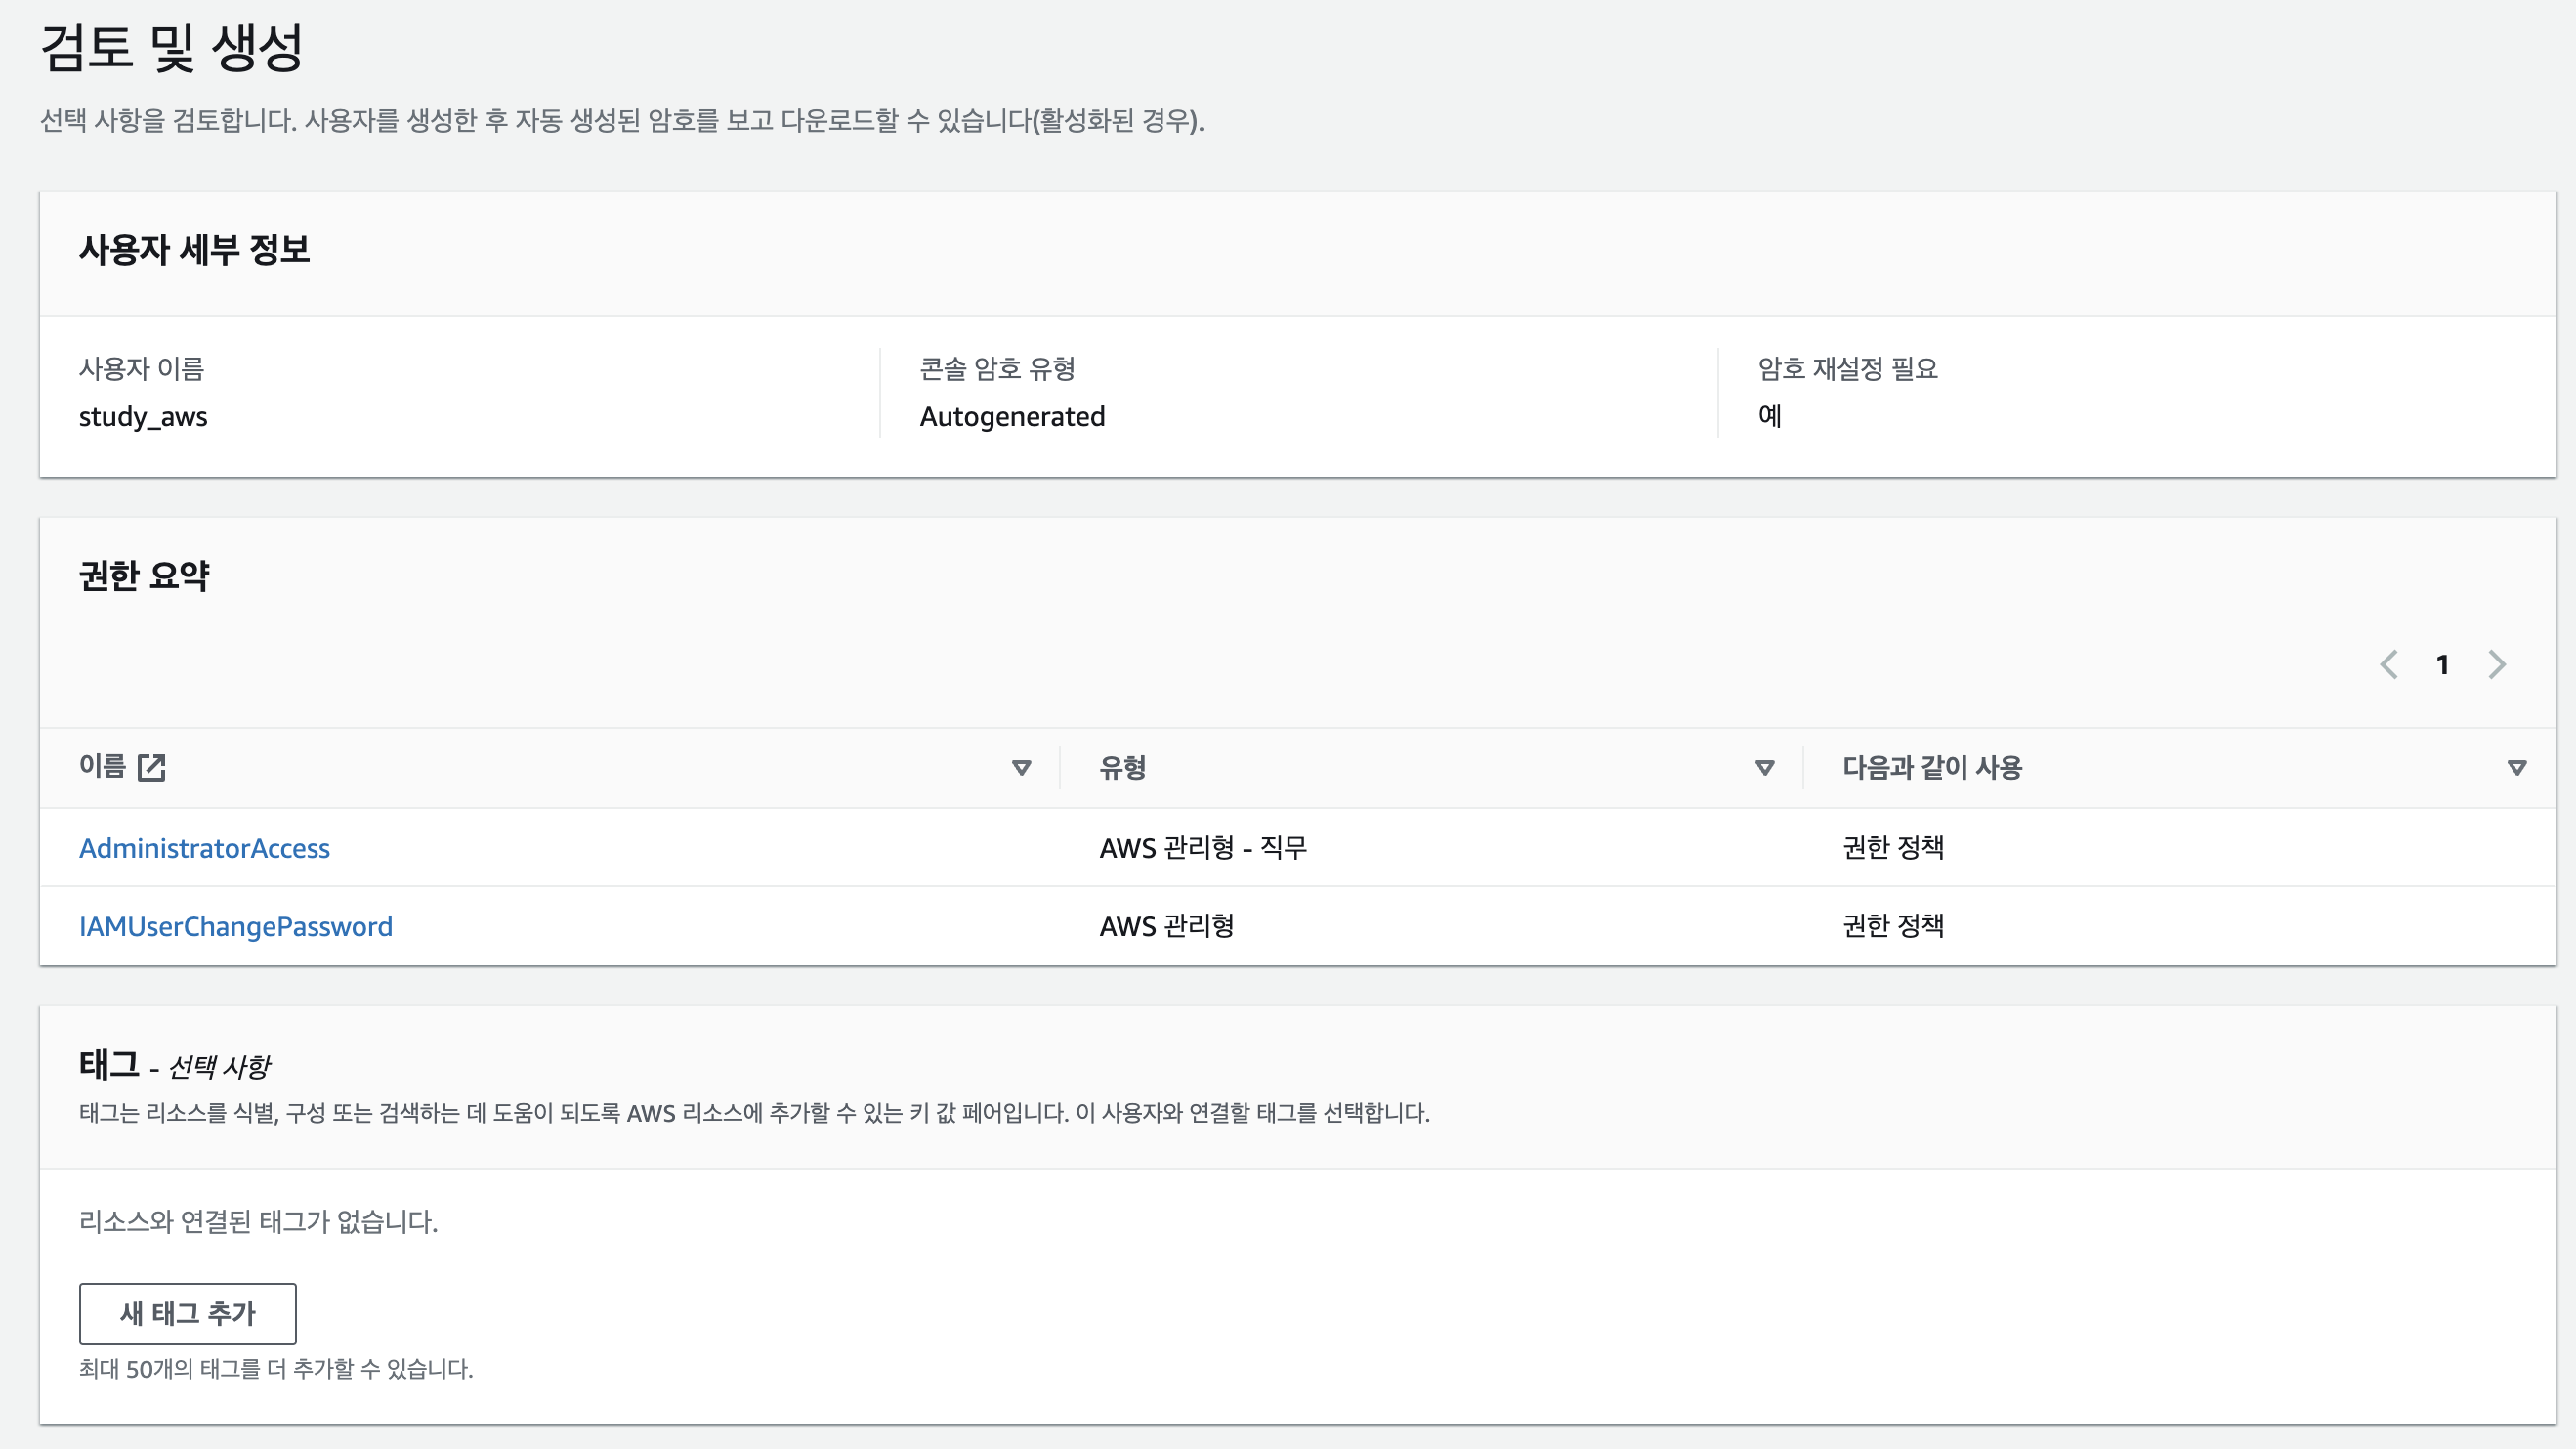 검토 및 생성
선택 사항을 검토합니다. 사용자를 생성한 후 자동 생성된 암호를 보고 다운로드할 수 있습니다(활성화된 경우).
사용자 세부 정보
사용자 이름 콘솔 암호 유형 암호 재설정 필요
study_aws Autogenerated 예
권한 요약
1
이름 유형 다음과 같이 사용
AdministratorAccess AWS 관리형 - 직무 권한 정책
IAMUserChangePassword AWS 관리형 권한 정책
태그 - 선택 사항
태그는 리소스를 식별, 구성 또는 검색하는 데 도움이 되도록 AWS 리소스에 추가할 수 있는 키 값 페어입니다. 이 사용자와 연결할 태그를 선택합니다.
리소스와 연결된 태그가 없습니다.
새 태그 추가
최대 50개의 태그를 더 추가할 수 있습니다.